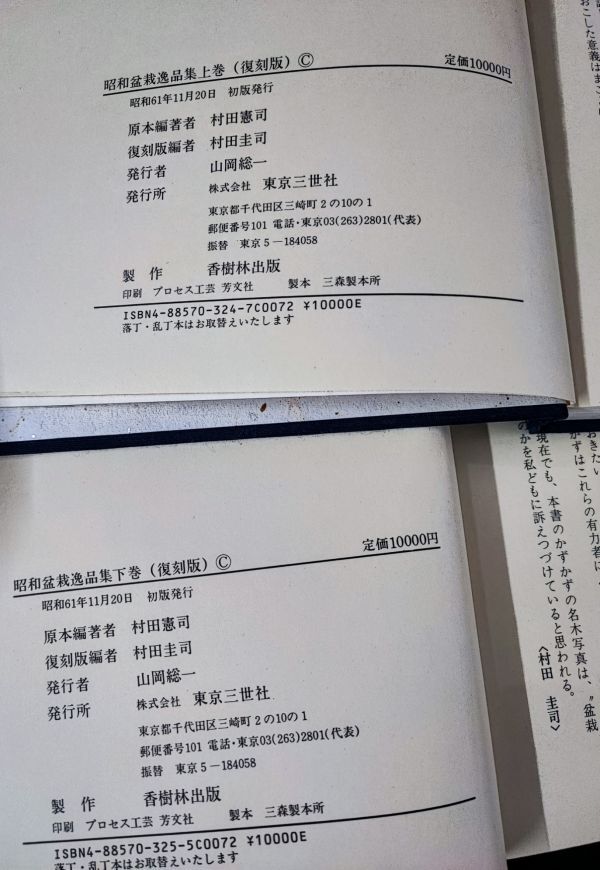 昭和盆栽逸品集上巻（復刻版）Ⓒ 定価10000円
昭和61年11月20日 初版発行
原本編著者 村田憲司
復刻版編者 村田圭司
発行者 山岡総一
発行所 株式会社 東京三世社
東京都千代田区三崎町2の10の1
郵便番号101 電話・東京03(263)2801(代表)
振替 東京5－184058
製作 香樹林出版
印刷 プロセス工芸 芳文社 製本 三森製本所
ISBN4-88570-324-7C0072 ¥10000E
落丁・乱丁本はお取替えいたします
おこした意義はまこ
昭和盆栽逸品集下巻（復刻版）Ⓒ 定価10000円
昭和61年11月20日 初版発行
原本編著者 村田憲司
復刻版編者 村田圭司
発行者 山岡総一
発行所 株式会社 東京三世社
東京都千代田区三崎町2の10の1
郵便番号101 電話・東京03(263)2801(代表)
振替 東京5－184058
製作 香樹林出版
印刷 プロセス工芸 芳文社 製本 三森製本所
ISBN4-88570-325-5C0072 ¥10000E
落丁・乱丁本はお取替えいたします
おきたい
かずはこれらの有力者に
現在でも、本書のかずかずの名木写真は、〝盆栽
のかを私どもに訴えつづけていると思われる。
〈村田 圭司〉